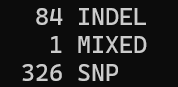 84 INDEL
1 MIXED
326 SNP